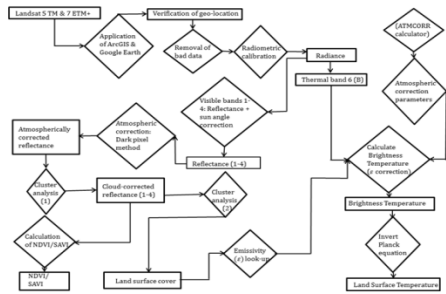 Landsat 5 TM & 7 ETM+
Application
of ArcGIS &
Google Earth
Verification of geo-location
Removal of
bad data
Radiometric
calibration
Radiance
Thermal band 6 (B)
(ATMCORR
calculator)
Atmospheric
correction
parameters
Visible bands 1-
4: Reflectance +
sun angle
correction
Atmospheric
correction:
Dark pixel
method
Atmospherically
corrected
reflectance
Reflectance (1-4)
Calculate
Brightness
Temperature
(ε correction)
Cluster
analysis
(1)
Cloud-corrected
reflectance (1-4)
Cluster
analysis
(2)
Brightness Temperature
Calculation of
NDVI/SAVI
Emissivity
(ε) look-up
Invert
Planck
equation
NDVI/
SAVI
Land surface cover
Land Surface Temperature